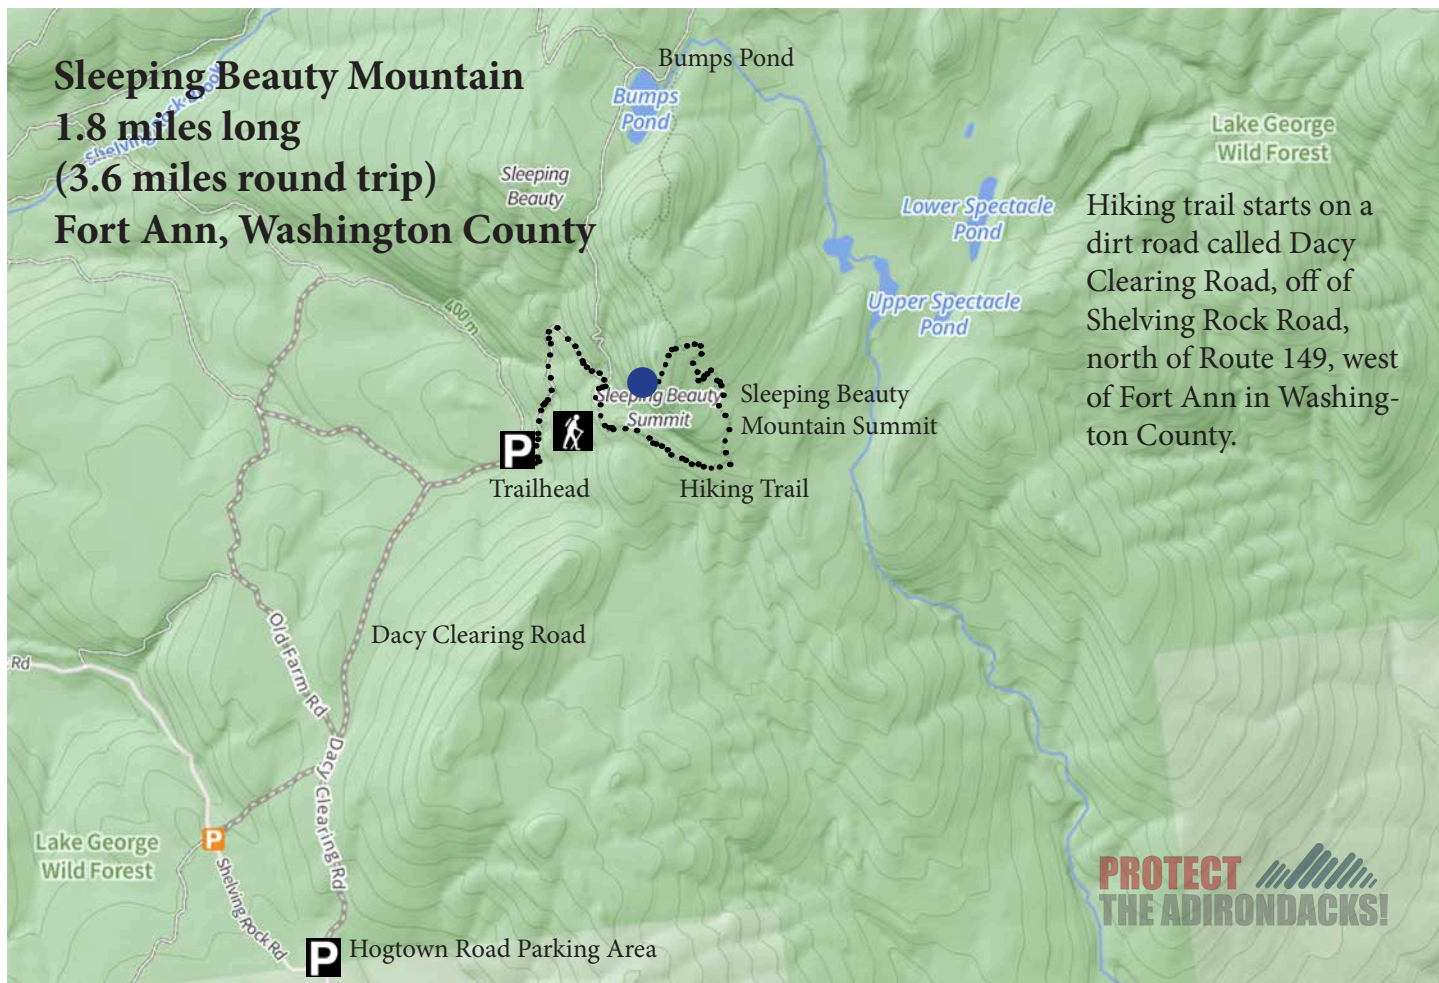 Sleeping Beauty Mountain
1.8 miles long
(3.6 miles round trip)
Fort Ann, Washington County
Shelving Rock Brook
Bumps Pond
Bumps
Pond
Sleeping
Beauty
Lake George
Wild Forest
Lower Spectacle
Pond
Upper Spectacle
Pond
Hiking trail starts on a
dirt road called Dacy
Clearing Road, off of
Shelving Rock Road,
north of Route 149, west
of Fort Ann in Washing-
ton County.
400 m
Sleeping Beauty
Summit
Sleeping Beauty
Mountain Summit
P
Trailhead
Hiking Trail
Dacy Clearing Road
Old Farm Rd
Rd
Dacy Clearing Rd
P
Lake George
Wild Forest
Shelving Rock Rd
P Hogtown Road Parking Area
PROTECT
THE ADIRONDACKS!